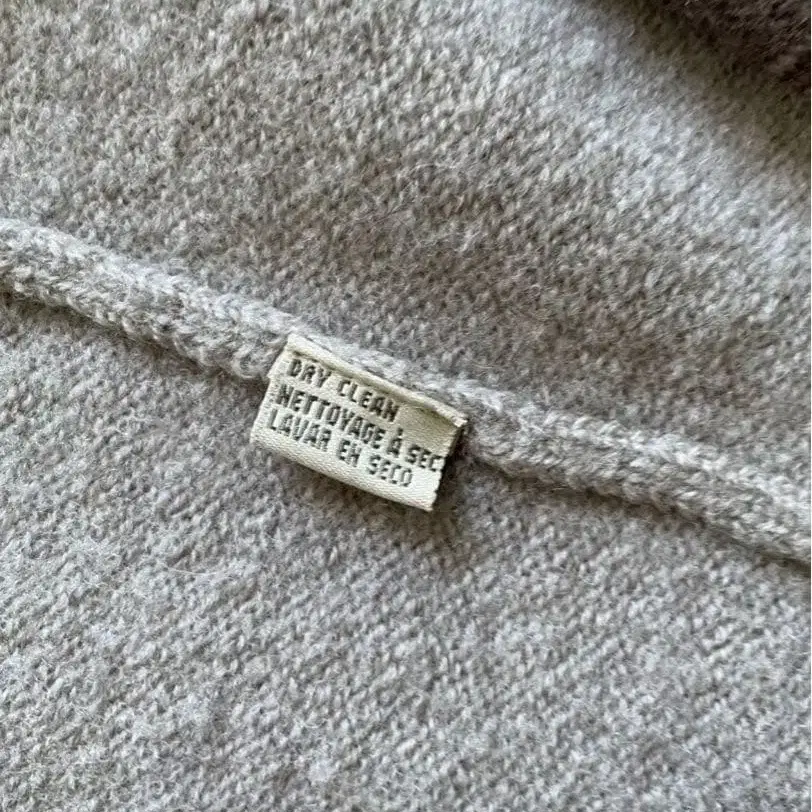 DRY CLEAN
NETTOYAGE À SEC
LAVAR EN SECO